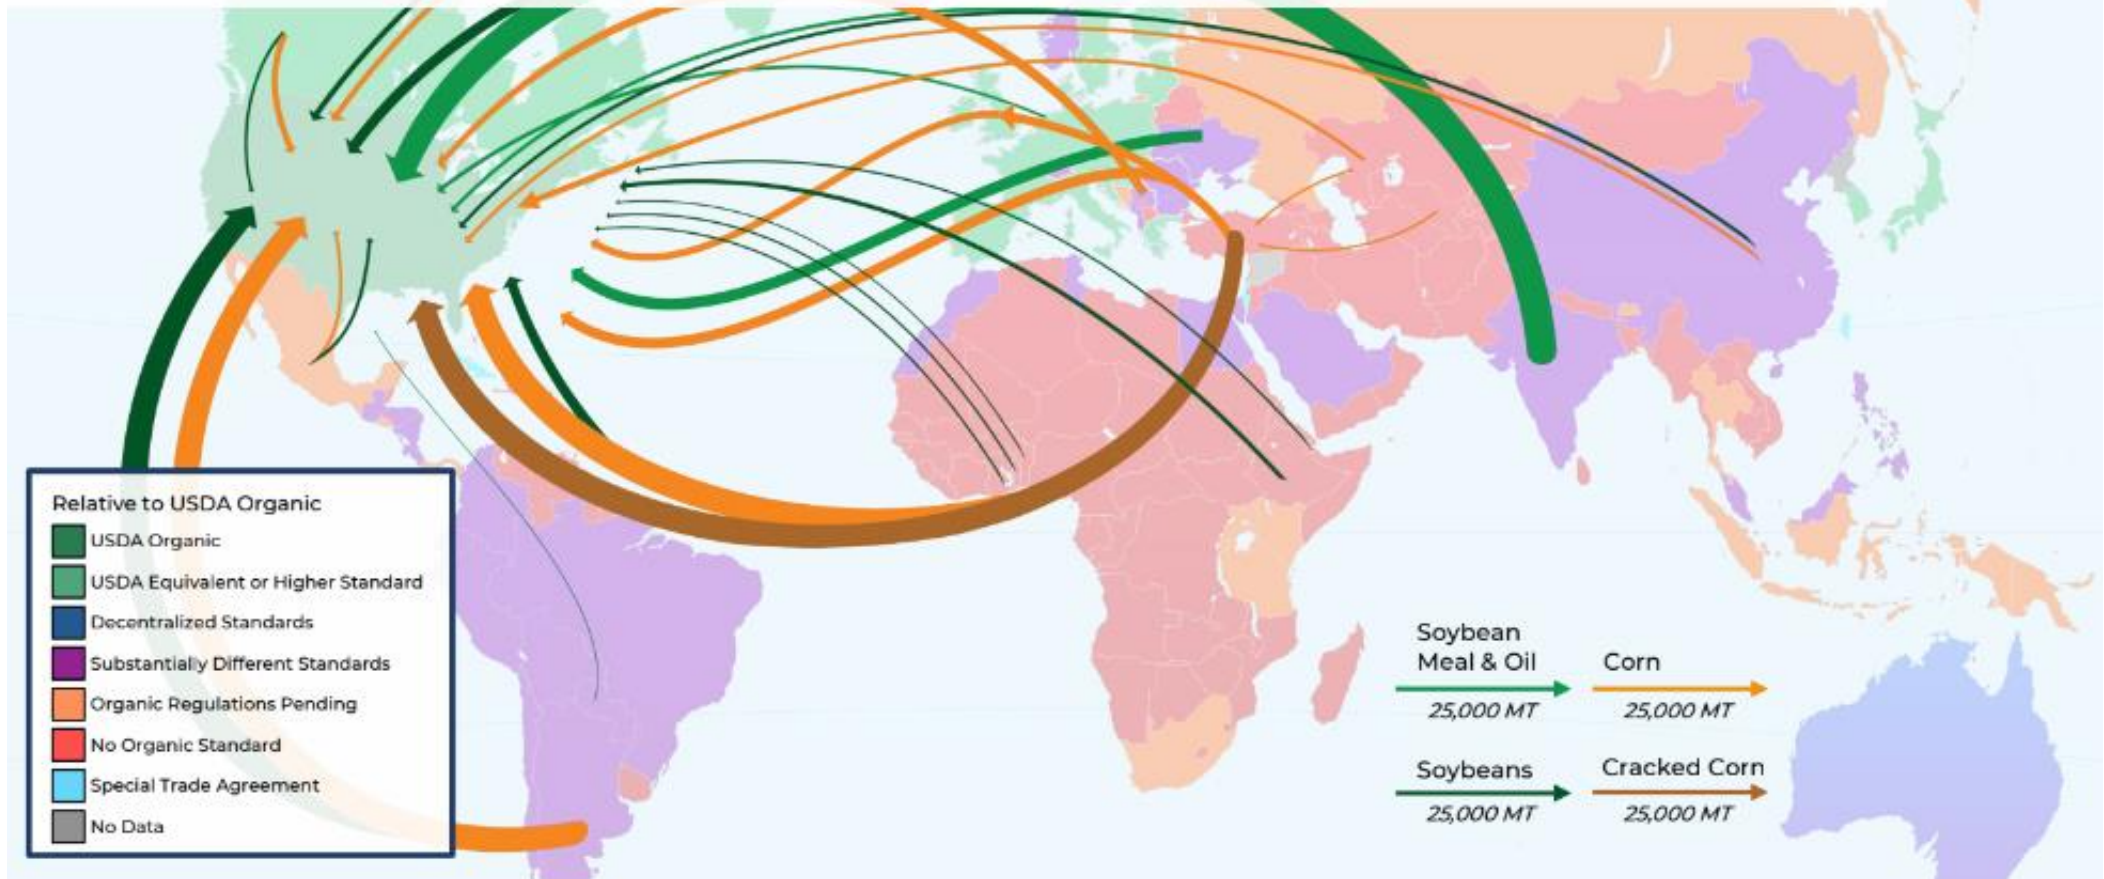 Relative to USDA Organic
USDA Organic
USDA Equivalent or Higher Standard
Decentralized Standards
Substantially Different Standards
Organic Regulations Pending
No Organic Standard
Special Trade Agreement
No Data
Soybean
Meal & Oil
25,000 MT
Corn
25,000 MT
Soybeans
25,000 MT
Cracked Corn
25,000 MT